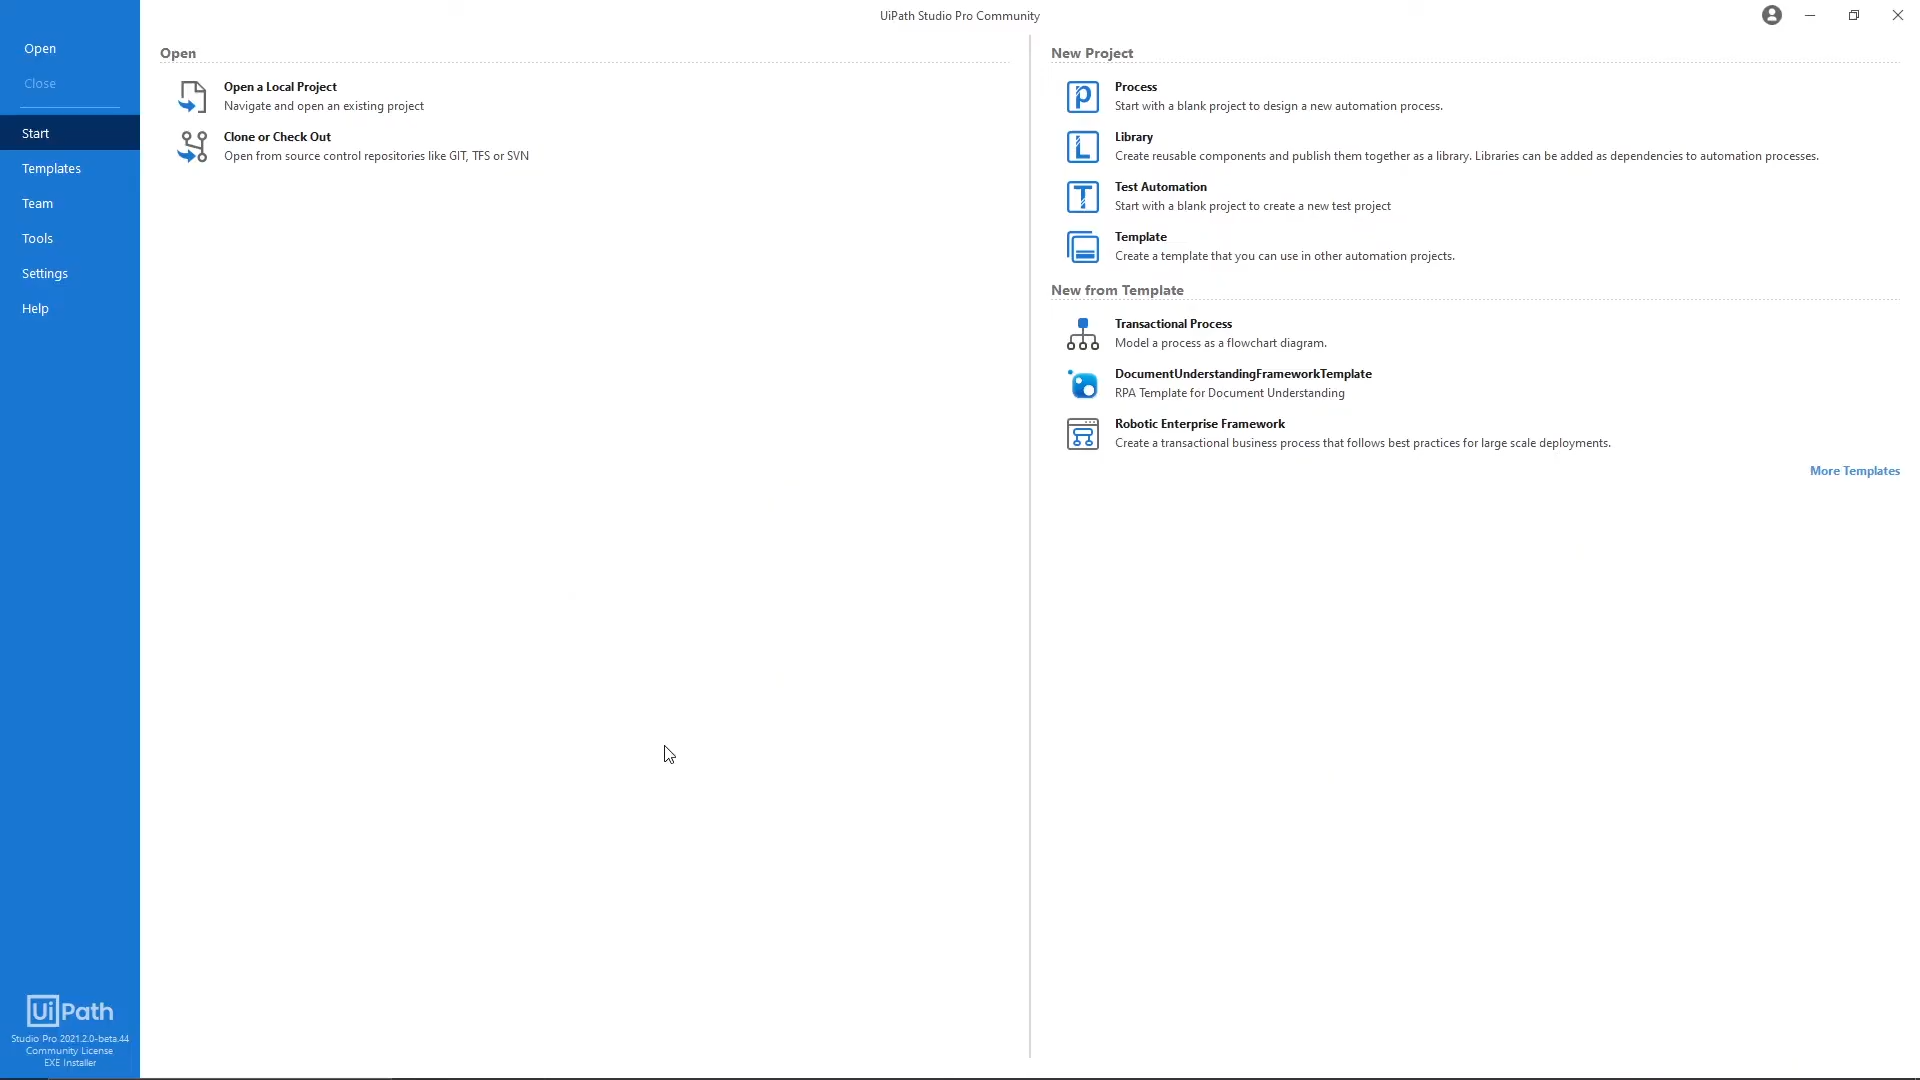 UiPath Studio Pro Community
Open
Close
Start
Templates
Team
Tools
Settings
Help
UiPath
Studio Pro 2021.2.0-beta.44
Community License
EXE Installer
Open
Open a Local Project
Navigate and open an existing project
Clone or Check Out
Open from source control repositories like GIT, TFS or SVN
New Project
Process
Start with a blank project to design a new automation process.
Library
Create reusable components and publish them together as a library. Libraries can be added as dependencies to automation processes.
Test Automation
Start with a blank project to create a new test project
Template
Create a template that you can use in other automation projects.
New from Template
Transactional Process
Model a process as a flowchart diagram.
DocumentUnderstandingFrameworkTemplate
RPA Template for Document Understanding
Robotic Enterprise Framework
Create a transactional business process that follows best practices for large scale deployments.
More Templates